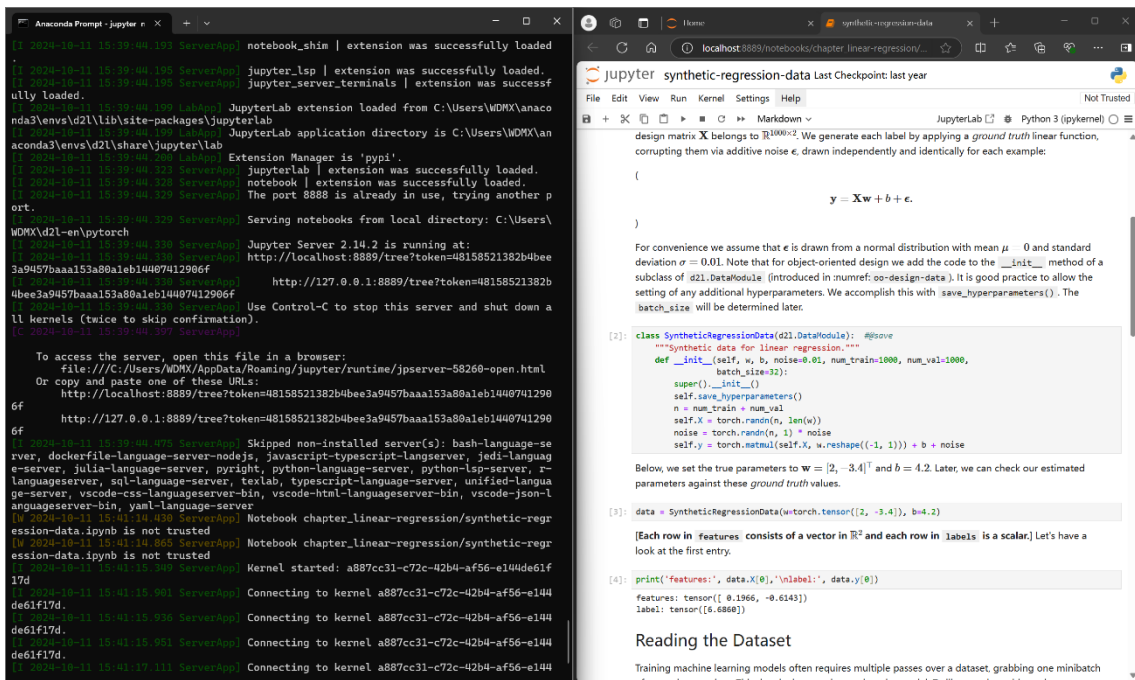 Anaconda Prompt - jupyter n
[I 2024-10-11 15:39:44.193 ServerApp] notebook_shim | extension was successfully loaded
.
[I 2024-10-11 15:39:44.195 ServerApp] jupyter_lsp | extension was successfully loaded.
[I 2024-10-11 15:39:44.195 ServerApp] jupyter_server_terminals | extension was successf
ully loaded.
[I 2024-10-11 15:39:44.199 LabApp] JupyterLab extension loaded from C:\Users\WDMX\anaco
nda3\envs\d2l\lib\site-packages\jupyterlab
[I 2024-10-11 15:39:44.199 LabApp] JupyterLab application directory is C:\Users\WDMX\an
aconda3\envs\d2l\share\jupyter\lab
[I 2024-10-11 15:39:44.200 LabApp] Extension Manager is 'pypi'.
[I 2024-10-11 15:39:44.323 ServerApp] jupyterlab | extension was successfully loaded.
[I 2024-10-11 15:39:44.328 ServerApp] notebook | extension was successfully loaded.
[I 2024-10-11 15:39:44.329 ServerApp] The port 8888 is already in use, trying another p
ort.
[I 2024-10-11 15:39:44.329 ServerApp] Serving notebooks from local directory: C:\Users\
WDMX\d2l-en\pytorch
[I 2024-10-11 15:39:44.330 ServerApp] Jupyter Server 2.14.2 is running at:
[I 2024-10-11 15:39:44.330 ServerApp] http://localhost:8889/tree?token=48158521382b4bee
3a9457baaa153a80a1eb14407412906f
[I 2024-10-11 15:39:44.330 ServerApp]     http://127.0.0.1:8889/tree?token=48158521382b
4bee3a9457baaa153a80a1eb14407412906f
[I 2024-10-11 15:39:44.330 ServerApp] Use Control-C to stop this server and shut down a
ll kernels (twice to skip confirmation).
[C 2024-10-11 15:39:44.397 ServerApp]
To access the server, open this file in a browser:
file:///C:/Users/WDMX/AppData/Roaming/jupyter/runtime/jpserver-58260-open.html
Or copy and paste one of these URLs:
http://localhost:8889/tree?token=48158521382b4bee3a9457baaa153a80a1eb1440741290
6f
http://127.0.0.1:8889/tree?token=48158521382b4bee3a9457baaa153a80a1eb1440741290
6f
[I 2024-10-11 15:39:44.475 ServerApp] Skipped non-installed server(s): bash-language-se
rver, dockerfile-language-server-nodejs, javascript-typescript-langserver, jedi-languag
e-server, julia-language-server, pyright, python-language-server, python-lsp-server, r-
languageserver, sql-language-server, texlab, typescript-language-server, unified-langua
ge-server, vscode-css-languageserver-bin, vscode-html-languageserver-bin, vscode-json-l
anguageserver-bin, yaml-language-server
[W 2024-10-11 15:41:14.430 ServerApp] Notebook chapter_linear-regression/synthetic-regr
ession-data.ipynb is not trusted
[W 2024-10-11 15:41:14.865 ServerApp] Notebook chapter_linear-regression/synthetic-regr
ession-data.ipynb is not trusted
[I 2024-10-11 15:41:15.349 ServerApp] Kernel started: a887cc31-c72c-42b4-af56-e144de61f
17d
[I 2024-10-11 15:41:15.901 ServerApp] Connecting to kernel a887cc31-c72c-42b4-af56-e144
de61f17d.
[I 2024-10-11 15:41:15.936 ServerApp] Connecting to kernel a887cc31-c72c-42b4-af56-e144
de61f17d.
[I 2024-10-11 15:41:15.951 ServerApp] Connecting to kernel a887cc31-c72c-42b4-af56-e144
de61f17d.
[I 2024-10-11 15:41:17.111 ServerApp] Connecting to kernel a887cc31-c72c-42b4-af56-e144
Home
synthetic-regression-data
localhost:8889/notebooks/chapter_linear-regression/...
jupyter synthetic-regression-data Last Checkpoint: last year
File Edit View Run Kernel Settings Help Not Trusted
Markdown JupyterLab Python 3 (ipykernel)
design matrix X belongs to ℝ^{1000×2}. We generate each label by applying a ground truth linear function,
corrupting them via additive noise ϵ, drawn independently and identically for each example:
(
y = Xw + b + ϵ.
)
For convenience we assume that ϵ is drawn from a normal distribution with mean μ = 0 and standard
deviation σ = 0.01. Note that for object-oriented design we add the code to the __init__ method of a
subclass of d2l.DataModule (introduced in :numref: oo-design-data ). It is good practice to allow the
setting of any additional hyperparameters. We accomplish this with save_hyperparameters() . The
batch_size will be determined later.
[2]: class SyntheticRegressionData(d2l.DataModule):  #@save
"""Synthetic data for linear regression."""
def __init__(self, w, b, noise=0.01, num_train=1000, num_val=1000,
batch_size=32):
super().__init__()
self.save_hyperparameters()
n = num_train + num_val
self.X = torch.randn(n, len(w))
noise = torch.randn(n, 1) * noise
self.y = torch.matmul(self.X, w.reshape((-1, 1))) + b + noise
Below, we set the true parameters to w = [2, −3.4]⊤ and b = 4.2. Later, we can check our estimated
parameters against these ground truth values.
[3]: data = SyntheticRegressionData(w=torch.tensor([2, -3.4]), b=4.2)
[Each row in features consists of a vector in ℝ² and each row in labels is a scalar.] Let's have a
look at the first entry.
[4]: print('features:', data.X[0],'\nlabel:', data.y[0])
features: tensor([ 0.1966, -0.6143])
label: tensor([6.6860])
Reading the Dataset
Training machine learning models often requires multiple passes over a dataset, grabbing one minibatch